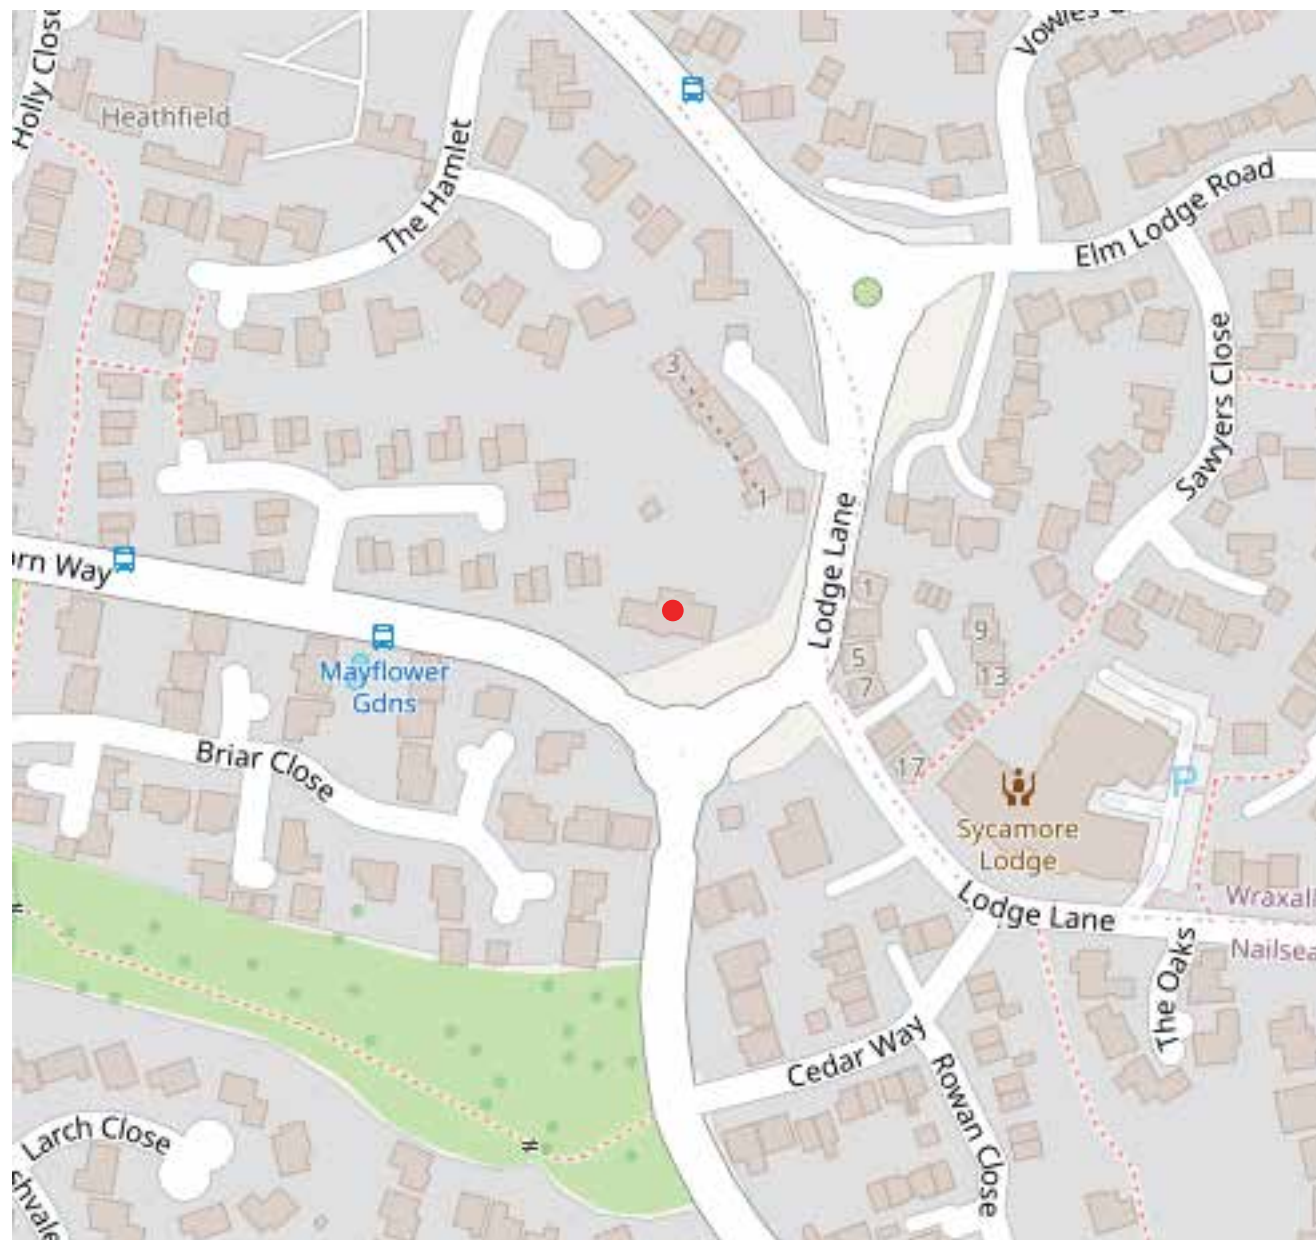 Holly Close
Heathfield
Vowles
The Hamlet
Elm Lodge Road
3
Sawyers Close
1
Lodge Lane
orn Way
1
9
5
13
7
Mayflower
Gdns
Briar Close
17
P
Sycamore
Lodge
Wraxall
Lodge Lane
Nailsea
The Oaks
Cedar Way
Rowan Close
Larch Close
shvale